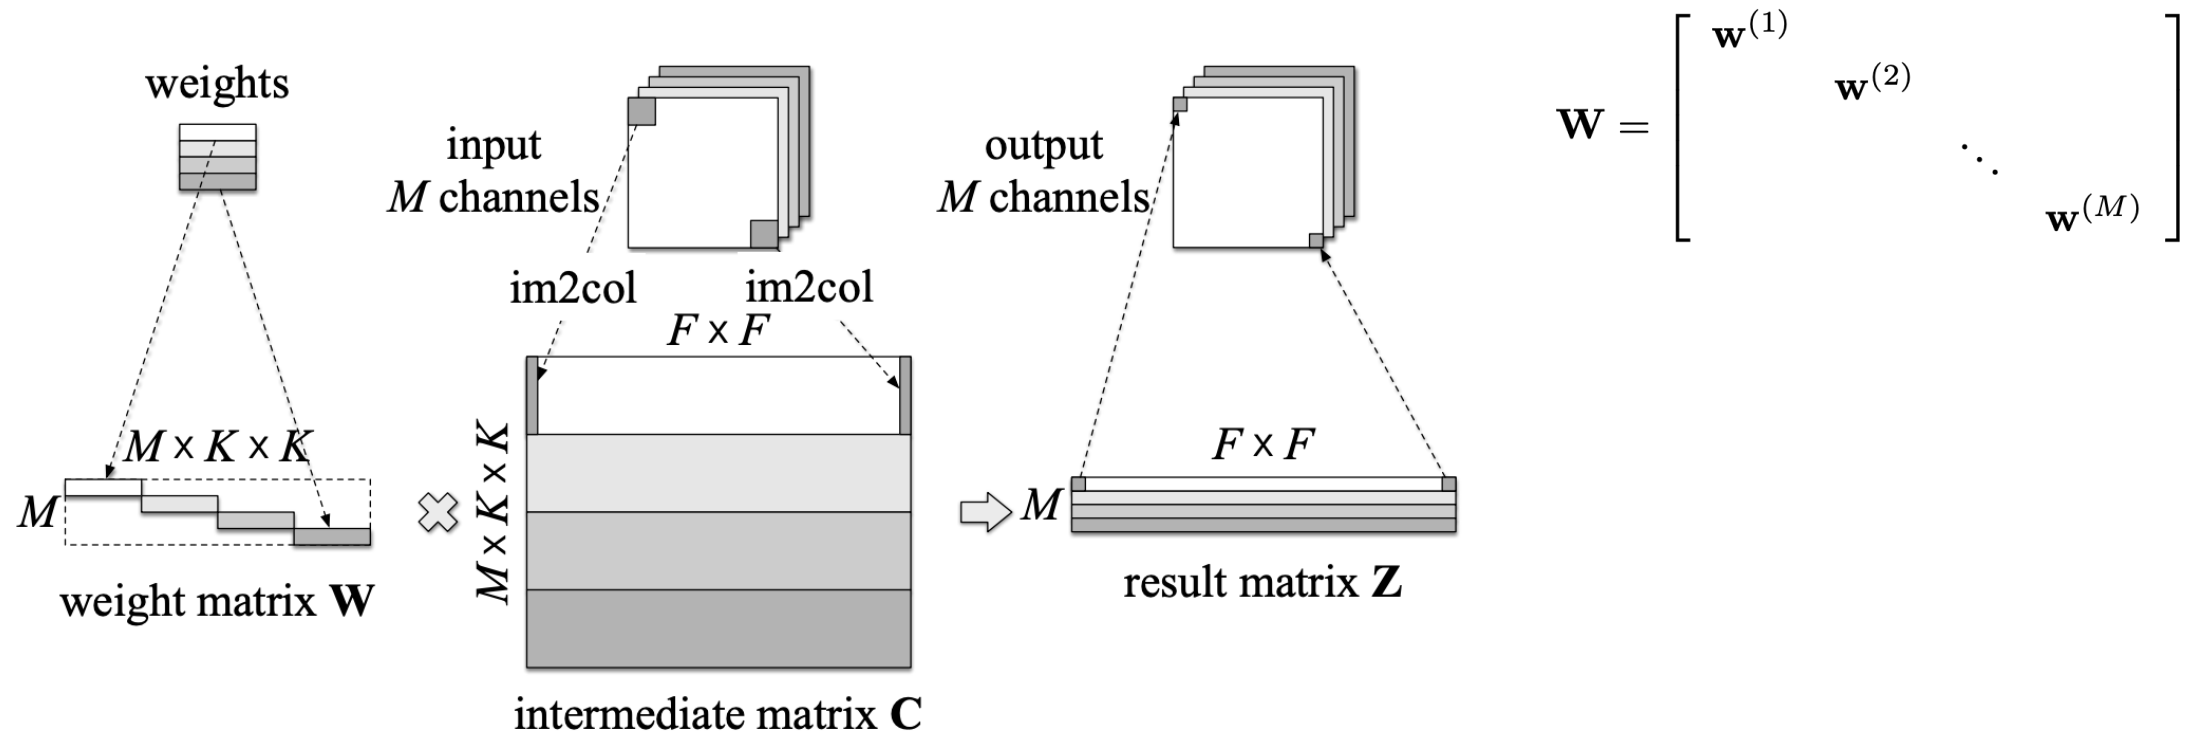 weights
input
M channels
im2col
im2col
F x F
M x K x K
M
weight matrix W
M x K x K
intermediate matrix C
output
M channels
F x F
M
result matrix Z
W = [ w^(1)
w^(2)
⋱
w^(M) ]